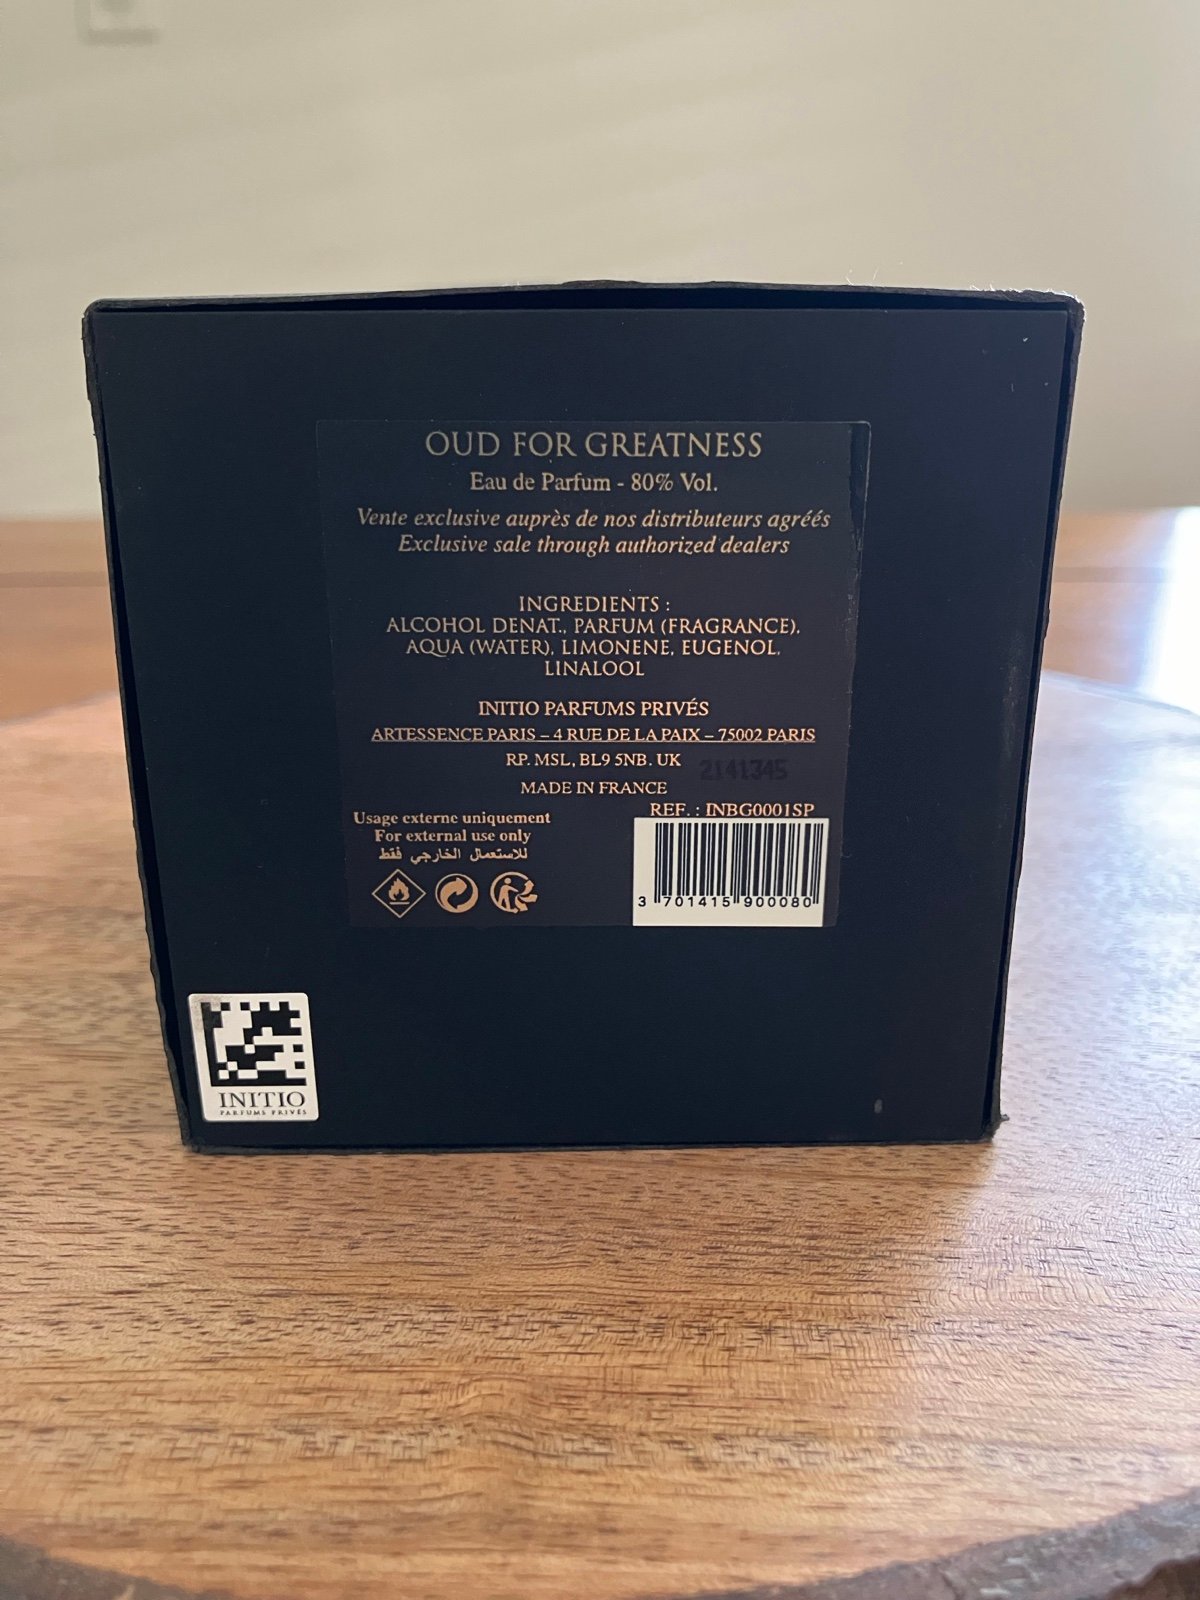 OUD FOR GREATNESS
Eau de Parfum - 80% Vol.
Vente exclusive auprès de nos distributeurs agréés
Exclusive sale through authorized dealers
INGREDIENTS :
ALCOHOL DENAT., PARFUM (FRAGRANCE),
AQUA (WATER), LIMONENE, EUGENOL,
LINALOOL
INITIO PARFUMS PRIVÉS
ARTESSENCE PARIS – 4 RUE DE LA PAIX – 75002 PARIS
RP. MSL, BL9 5NB. UK
2141345
MADE IN FRANCE
REF. : INBG0001SP
Usage externe uniquement
For external use only
للاستعمال الخارجي فقط
3 701415 900080
INITIO
PARFUMS PRIVÉS